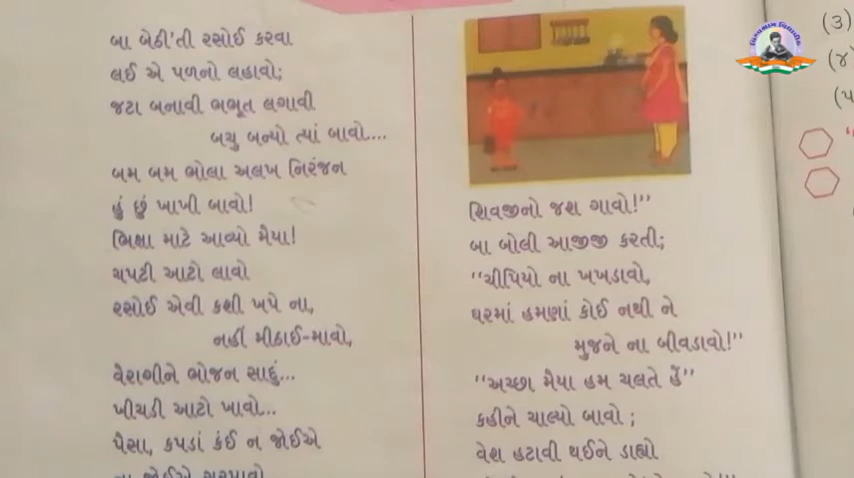 બા બેઠી'તી રસોઈ કરવા
લઈ એ પળનો લહાવો;
જટા બનાવી ભભૂત લગાવી
બચુ બન્યો ત્યાં બાવો....
બમ બમ ભોલા અલખ નિરંજન
હું છું ખાખી બાવો!
ભિક્ષા માટે આવ્યો મૈયા!
ચપટી આટો લાવો
રસોઈ એવી કશી ખપે ના,
નહીં મીઠાઈ-માવો,
વેરાગીને ભોજન સાદું...
ખીચડી આટો ખાવો...
પૈસા, કપડાં કંઈ ન જોઈએ
ના જોઈએ
શિવજીનો જશ ગાવો!”
બા બોલી આજીજી કરતી;
“ચીપિયો ના ખખડાવો,
ઘરમાં હમણાં કોઈ નથી ને
મુજને ના બીવડાવો!”
“અચ્છા મૈયા હમ ચલતે હૈં”
કહીને ચાલ્યો બાવો ;
વેશ હટાવી થઈને ડાહ્યો
(૩)
(૪)
(૫